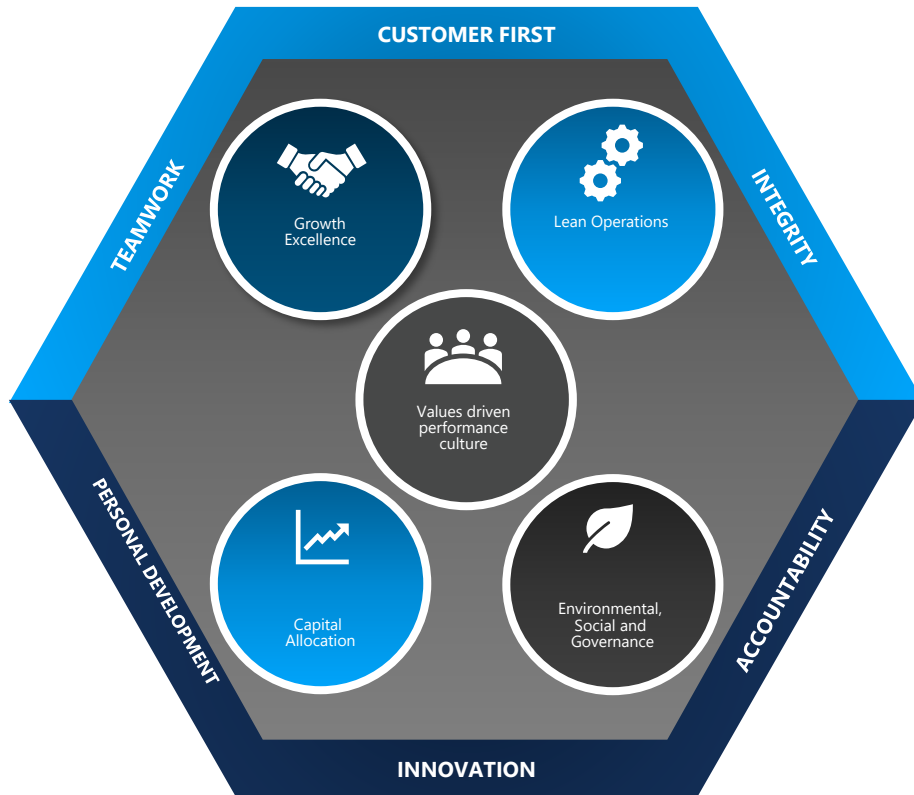 CUSTOMER FIRST
TEAMWORK
INTEGRITY
Growth
Excellence
Lean Operations
Values driven
performance
culture
PERSONAL DEVELOPMENT
ACCOUNTABILITY
Capital
Allocation
Environmental,
Social and
Governance
INNOVATION